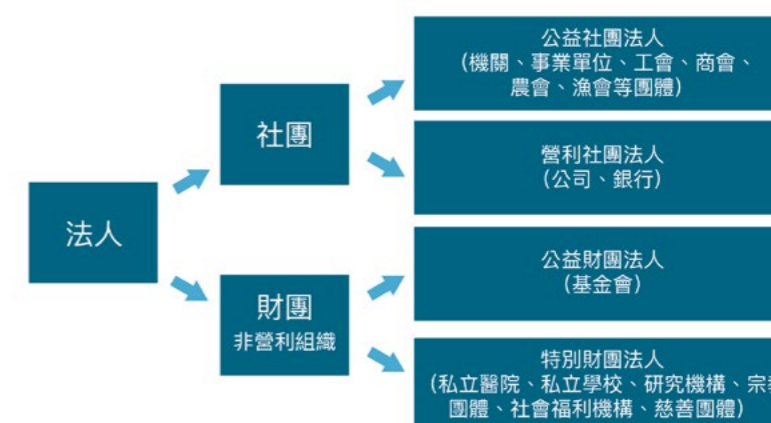 法人
社團
財團
非營利組織
公益社團法人
(機關、事業單位、工會、商會、
農會、漁會等團體)
營利社團法人
(公司、銀行)
公益財團法人
(基金會)
特別財團法人
(私立醫院、私立學校、研究機構、宗
團體、社會福利機構、慈善團體)